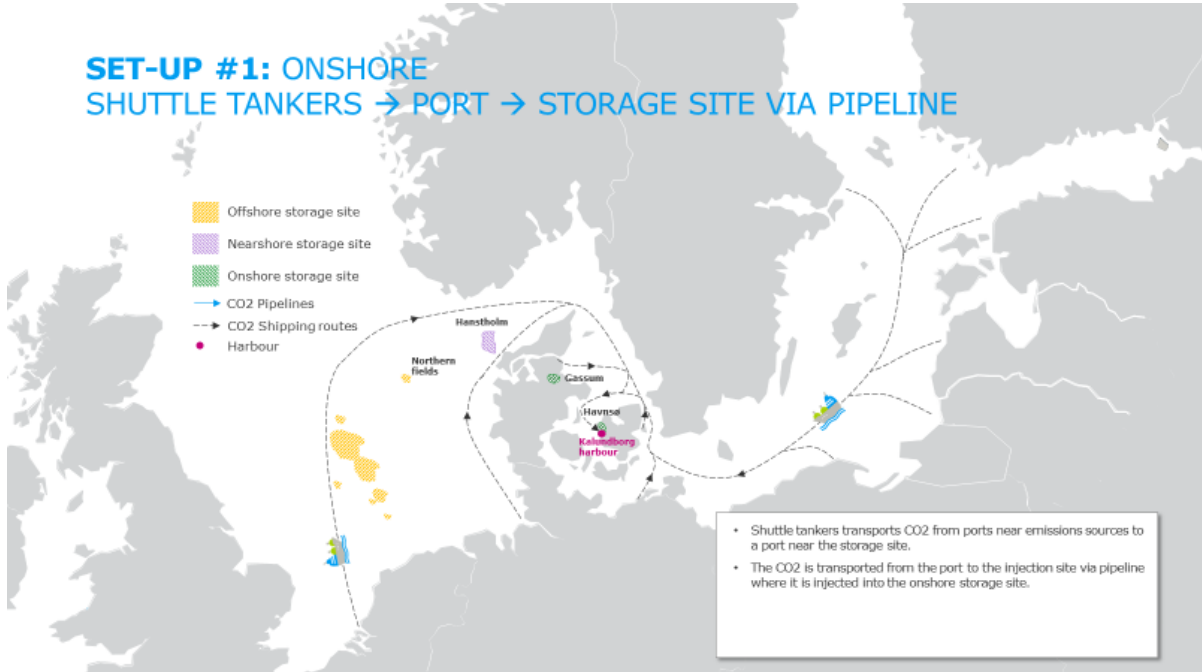 SET-UP #1: ONSHORE
SHUTTLE TANKERS → PORT → STORAGE SITE VIA PIPELINE
Offshore storage site
Nearshore storage site
Onshore storage site
CO2 Pipelines
CO2 Shipping routes
Harbour
Hanstholm
Northern
fields
Gassum
Havnsø
Kalundborg
harbour
• Shuttle tankers transports CO2 from ports near emissions sources to
a port near the storage site.
• The CO2 is transported from the port to the injection site via pipeline
where it is injected into the onshore storage site.